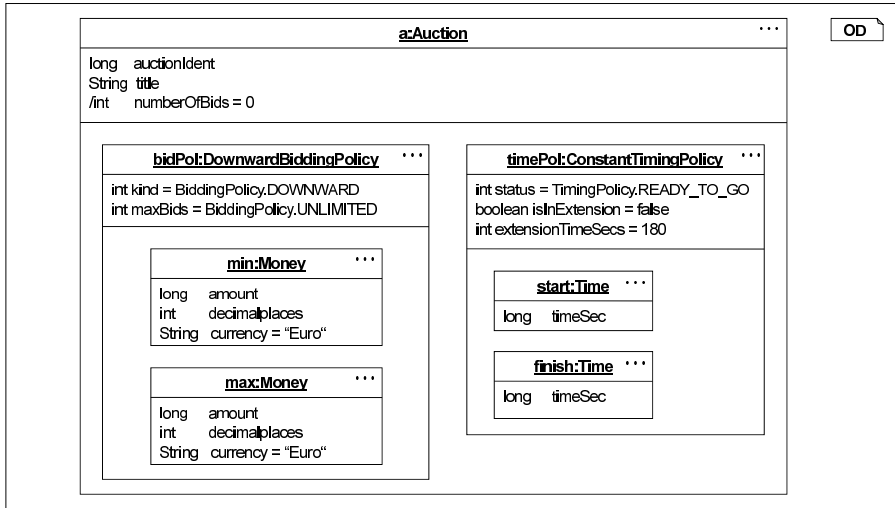 a:Auction ...
OD
long auctionIdent
String title
/int numberOfBids = 0
bidPol:DownwardBiddingPolicy ...
int kind = BiddingPolicy.DOWNWARD
int maxBids = BiddingPolicy.UNLIMITED
min:Money ...
long amount
int decimalplaces
String currency = “Euro“
max:Money ...
long amount
int decimalplaces
String currency = “Euro“
timePol:ConstantTimingPolicy ...
int status = TimingPolicy.READY_TO_GO
boolean isInExtension = false
int extensionTimeSecs = 180
start:Time ...
long timeSec
finish:Time ...
long timeSec